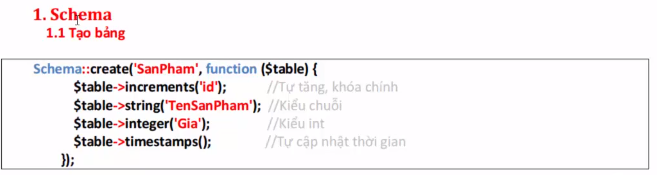 1. Schema
1.1 Tạo bảng
Schema::create('SanPham', function ($table) {
$table->increments('id'); //Tự tăng, khóa chính
$table->string('TenSanPham'); //Kiểu chuỗi
$table->integer('Gia'); //Kiểu int
$table->timestamps(); //Tự cập nhật thời gian
});